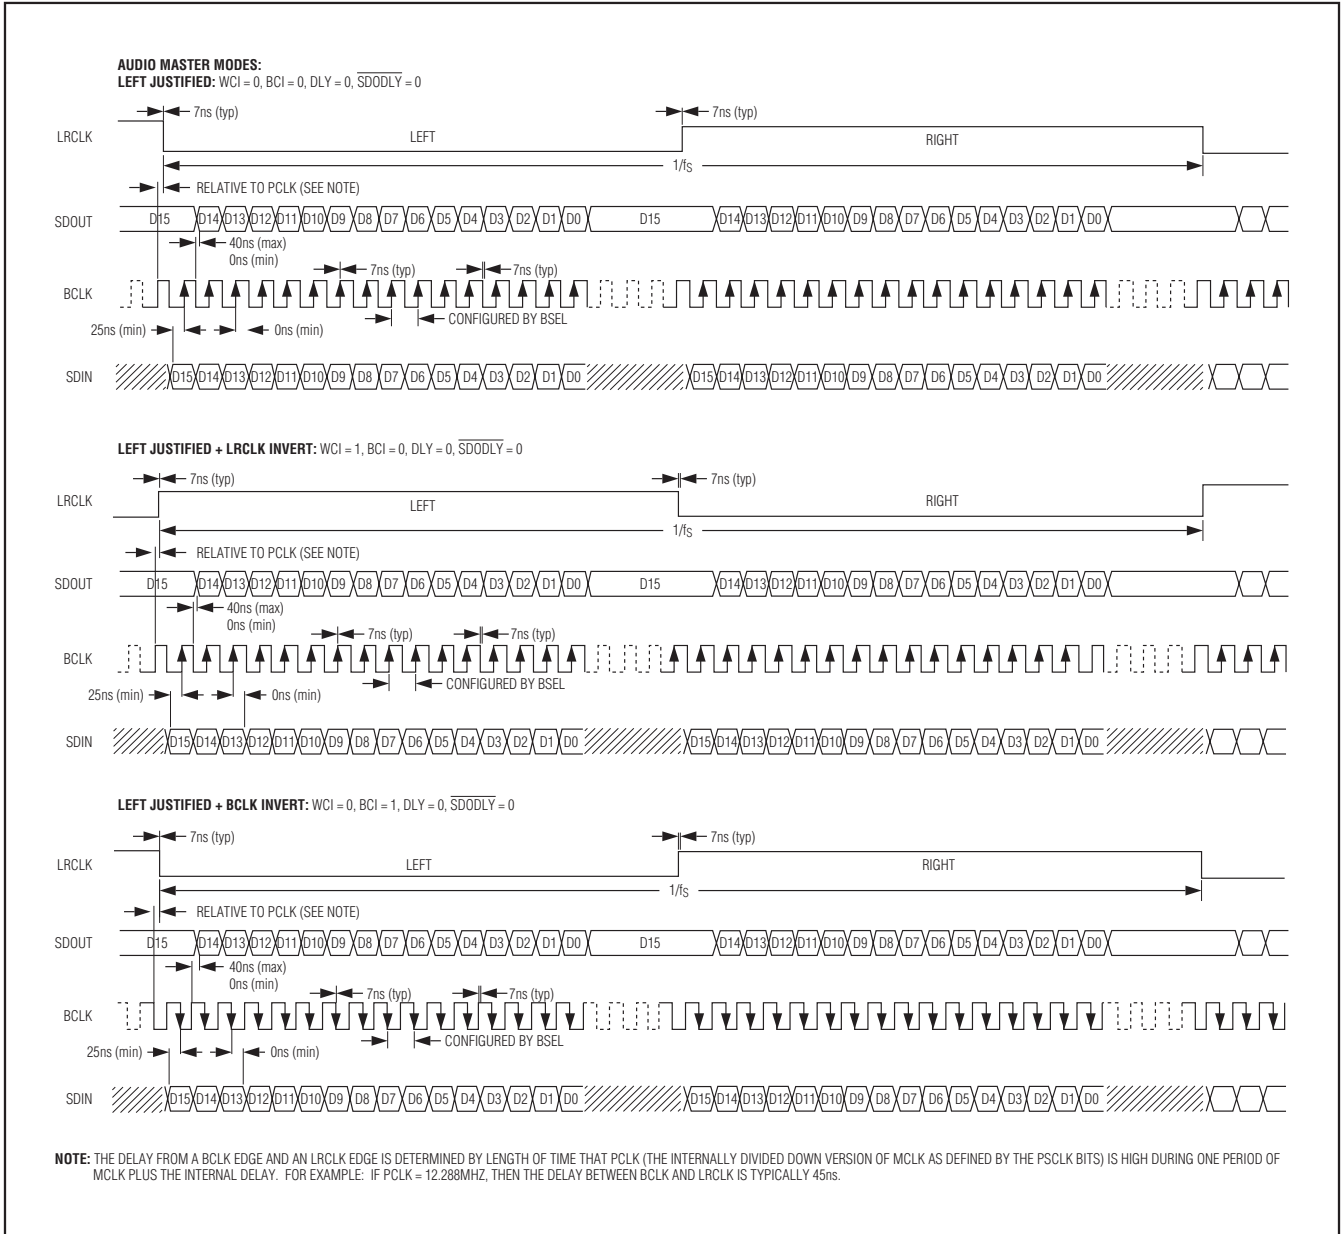 AUDIO MASTER MODES:
LEFT JUSTIFIED: WCI = 0, BCI = 0, DLY = 0, SDODLY = 0
7ns (typ) 7ns (typ)
LRCLK LEFT RIGHT
1/fS
RELATIVE TO PCLK (SEE NOTE)
SDOUT D15 D14 D13 D12 D11 D10 D9 D8 D7 D6 D5 D4 D3 D2 D1 D0 D15 D14 D13 D12 D11 D10 D9 D8 D7 D6 D5 D4 D3 D2 D1 D0
40ns (max)
0ns (min)
7ns (typ) 7ns (typ)
BCLK
CONFIGURED BY BSEL
25ns (min) 0ns (min)
SDIN D15 D14 D13 D12 D11 D10 D9 D8 D7 D6 D5 D4 D3 D2 D1 D0 D15 D14 D13 D12 D11 D10 D9 D8 D7 D6 D5 D4 D3 D2 D1 D0
LEFT JUSTIFIED + LRCLK INVERT: WCI = 1, BCI = 0, DLY = 0, SDODLY = 0
7ns (typ) 7ns (typ)
LRCLK LEFT RIGHT
1/fS
RELATIVE TO PCLK (SEE NOTE)
SDOUT D15 D14 D13 D12 D11 D10 D9 D8 D7 D6 D5 D4 D3 D2 D1 D0 D15 D14 D13 D12 D11 D10 D9 D8 D7 D6 D5 D4 D3 D2 D1 D0
40ns (max)
0ns (min)
7ns (typ) 7ns (typ)
BCLK
CONFIGURED BY BSEL
25ns (min) 0ns (min)
SDIN D15 D14 D13 D12 D11 D10 D9 D8 D7 D6 D5 D4 D3 D2 D1 D0 D15 D14 D13 D12 D11 D10 D9 D8 D7 D6 D5 D4 D3 D2 D1 D0
LEFT JUSTIFIED + BCLK INVERT: WCI = 0, BCI = 1, DLY = 0, SDODLY = 0
7ns (typ) 7ns (typ)
LRCLK LEFT RIGHT
1/fS
RELATIVE TO PCLK (SEE NOTE)
SDOUT D15 D14 D13 D12 D11 D10 D9 D8 D7 D6 D5 D4 D3 D2 D1 D0 D15 D14 D13 D12 D11 D10 D9 D8 D7 D6 D5 D4 D3 D2 D1 D0
40ns (max)
0ns (min)
7ns (typ) 7ns (typ)
BCLK
CONFIGURED BY BSEL
25ns (min) 0ns (min)
SDIN D15 D14 D13 D12 D11 D10 D9 D8 D7 D6 D5 D4 D3 D2 D1 D0 D15 D14 D13 D12 D11 D10 D9 D8 D7 D6 D5 D4 D3 D2 D1 D0
NOTE: THE DELAY FROM A BCLK EDGE AND AN LRCLK EDGE IS DETERMINED BY LENGTH OF TIME THAT PCLK (THE INTERNALLY DIVIDED DOWN VERSION OF MCLK AS DEFINED BY THE PSCLK BITS) IS HIGH DURING ONE PERIOD OF
MCLK PLUS THE INTERNAL DELAY. FOR EXAMPLE: IF PCLK = 12.288MHZ, THEN THE DELAY BETWEEN BCLK AND LRCLK IS TYPICALLY 45ns.